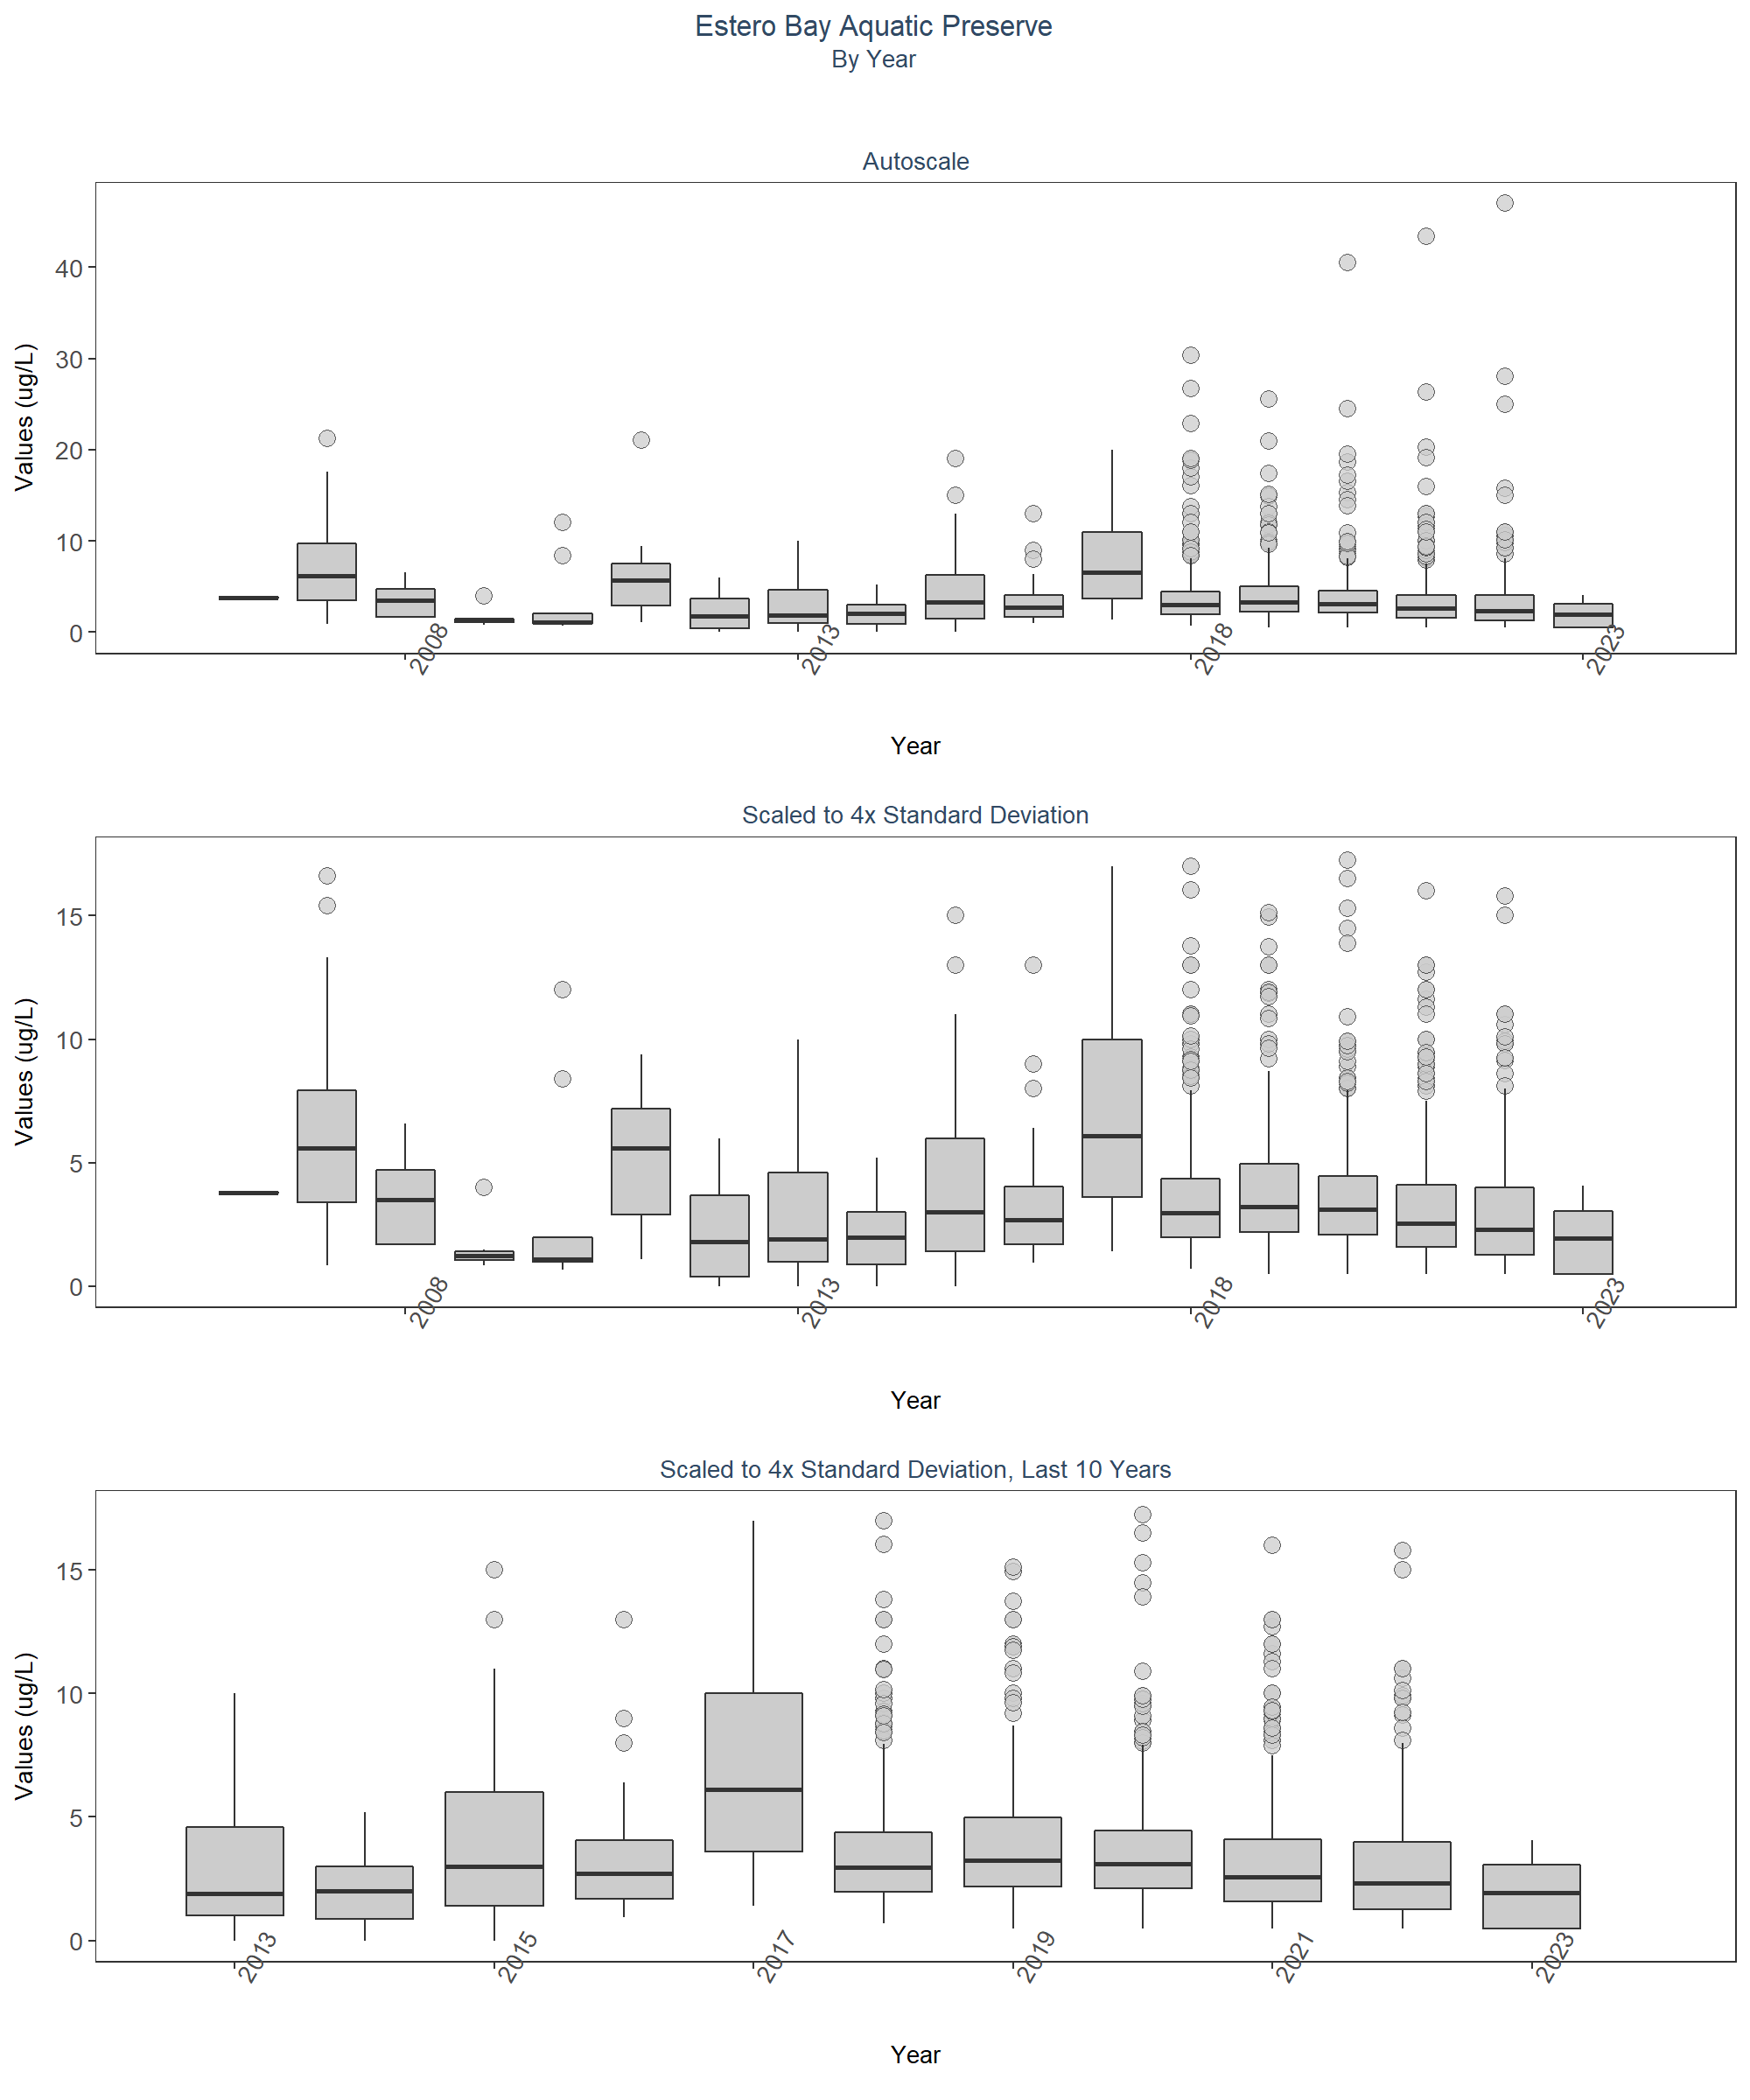 Estero Bay Aquatic Preserve
By Year
Autoscale
Values (ug/L)
40
30
20
10
0
2008
2013
2018
2023
Year
Scaled to 4x Standard Deviation
Values (ug/L)
15
10
5
0
2008
2013
2018
2023
Year
Scaled to 4x Standard Deviation, Last 10 Years
Values (ug/L)
15
10
5
0
2013
2015
2017
2019
2021
2023
Year